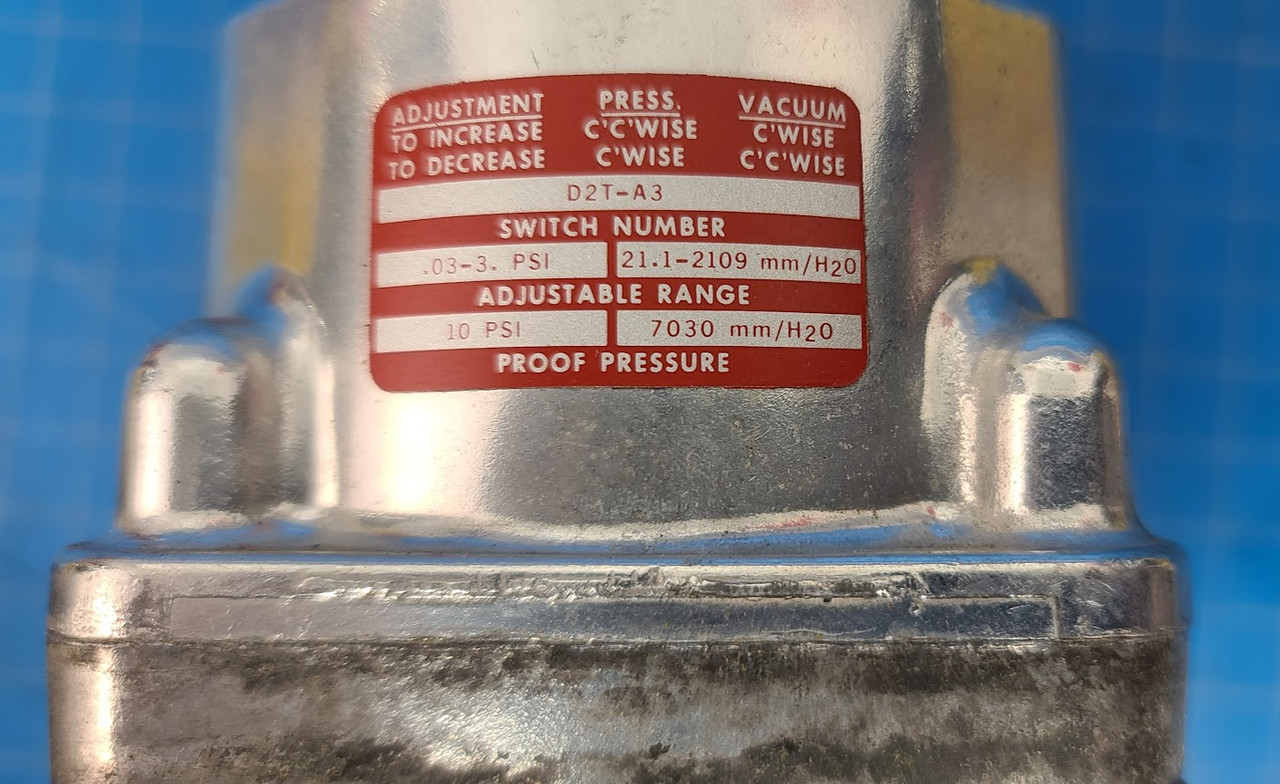 ADJUSTMENT PRESS. VACUUM
TO INCREASE C'C'WISE C'WISE
TO DECREASE C'WISE C'C'WISE
D2T-A3
SWITCH NUMBER
.03-3. PSI 21.1-2109 mm/H2O
ADJUSTABLE RANGE
10 PSI 7030 mm/H2O
PROOF PRESSURE